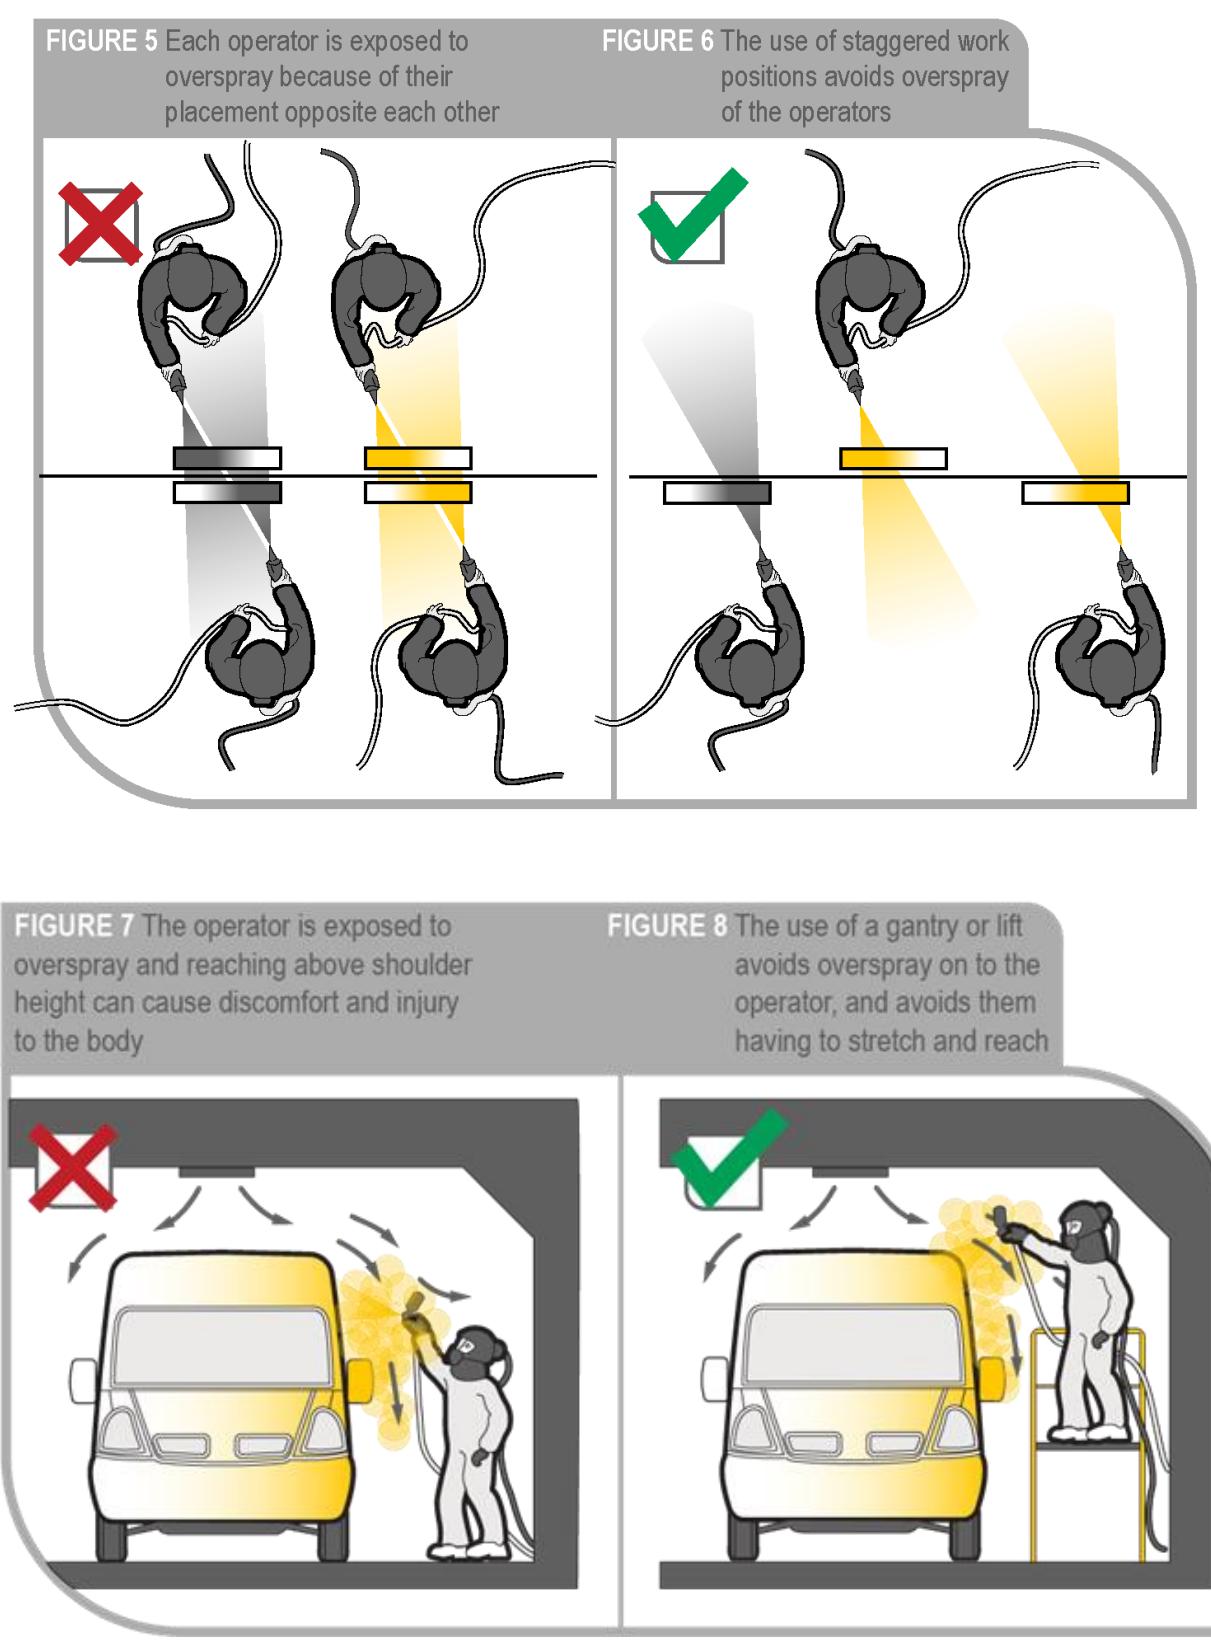 FIGURE 5 Each operator is exposed to
overspray because of their
placement opposite each other
FIGURE 6 The use of staggered work
positions avoids overspray
of the operators
FIGURE 7 The operator is exposed to
overspray and reaching above shoulder
height can cause discomfort and injury
to the body
FIGURE 8 The use of a gantry or lift
avoids overspray on to the
operator, and avoids them
having to stretch and reach